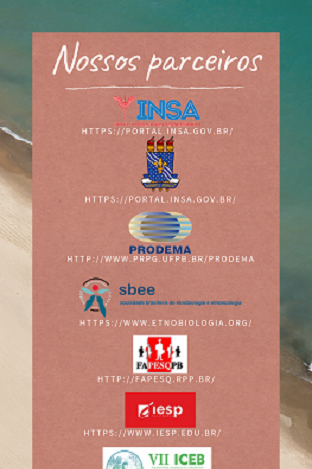 Nossos parceiros
INSA
HTTPS://PORTAL.INSA.GOV.BR/
HTTPS://PORTAL.INSA.GOV.BR/
PRODEMA
HTTP://WWW.PRPG.UFPB.BR/PRODEMA
sbee
sociedade brasileira de etnobiologia e etnoecologia
HTTPS://WWW.ETNOBIOLOGIA.ORG/
FAPESQPB
HTTP://FAPESQ.RPP.BR/
iesp
HTTPS://WWW.IESP.EDU.BR/
VII ICEB